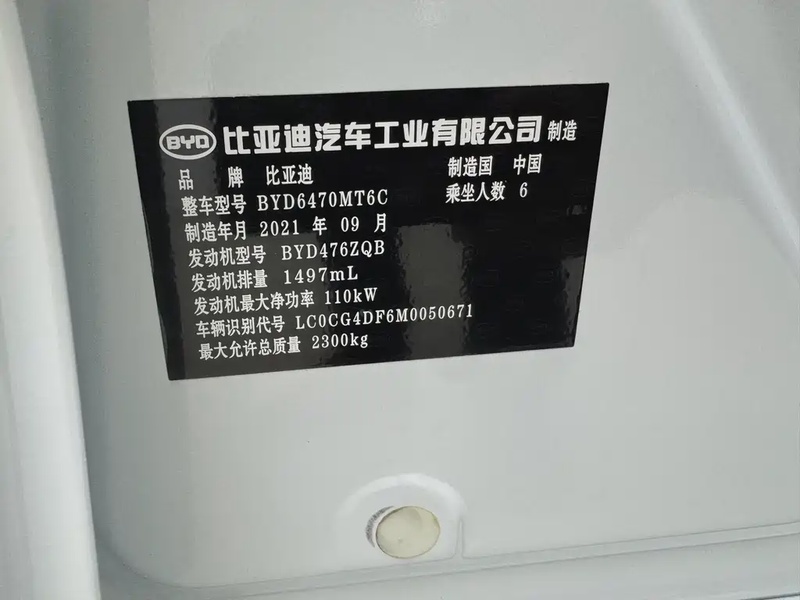 BYD 比亚迪汽车工业有限公司 制造
品 牌 比亚迪 制造国 中国
整车型号 BYD6470MT6C 乘坐人数 6
制造年月 2021 年 09 月
发动机型号 BYD476ZQB
发动机排量 1497mL
发动机最大净功率 110kW
车辆识别代号 LC0CG4DF6M0050671
最大允许总质量 2300kg